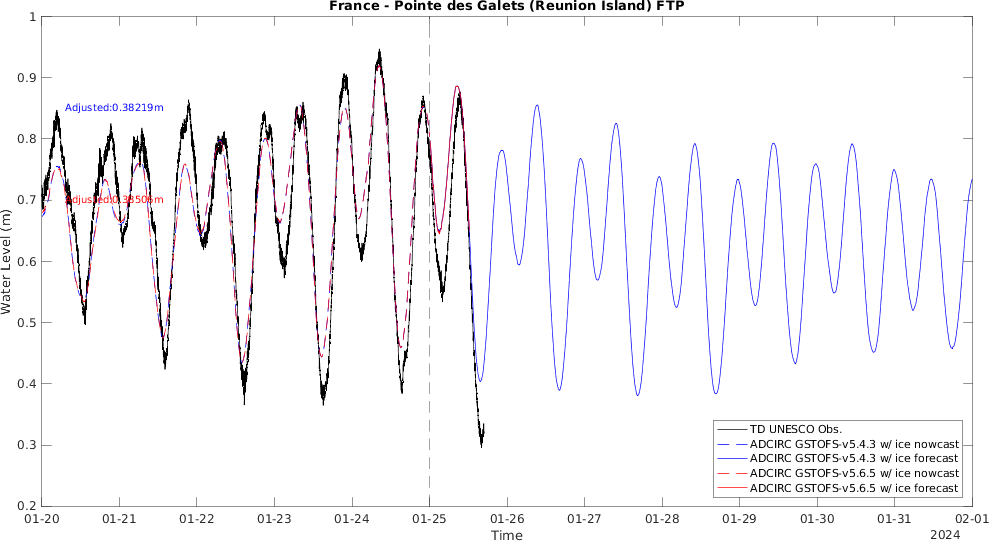 France - Pointe des Galets (Reunion Island) FTP
1
0.9
0.8
0.7
0.6
0.5
0.4
0.3
0.2
Water Level (m)
Adjusted:0.38219m
Adjusted:0.38506m
TD UNESCO Obs.
ADCIRC GSTOFS-v5.4.3 w/ ice nowcast
ADCIRC GSTOFS-v5.4.3 w/ ice forecast
ADCIRC GSTOFS-v5.6.5 w/ ice nowcast
ADCIRC GSTOFS-v5.6.5 w/ ice forecast
01-20 01-21 01-22 01-23 01-24 01-25 01-26 01-27 01-28 01-29 01-30 01-31 02-01
Time
2024